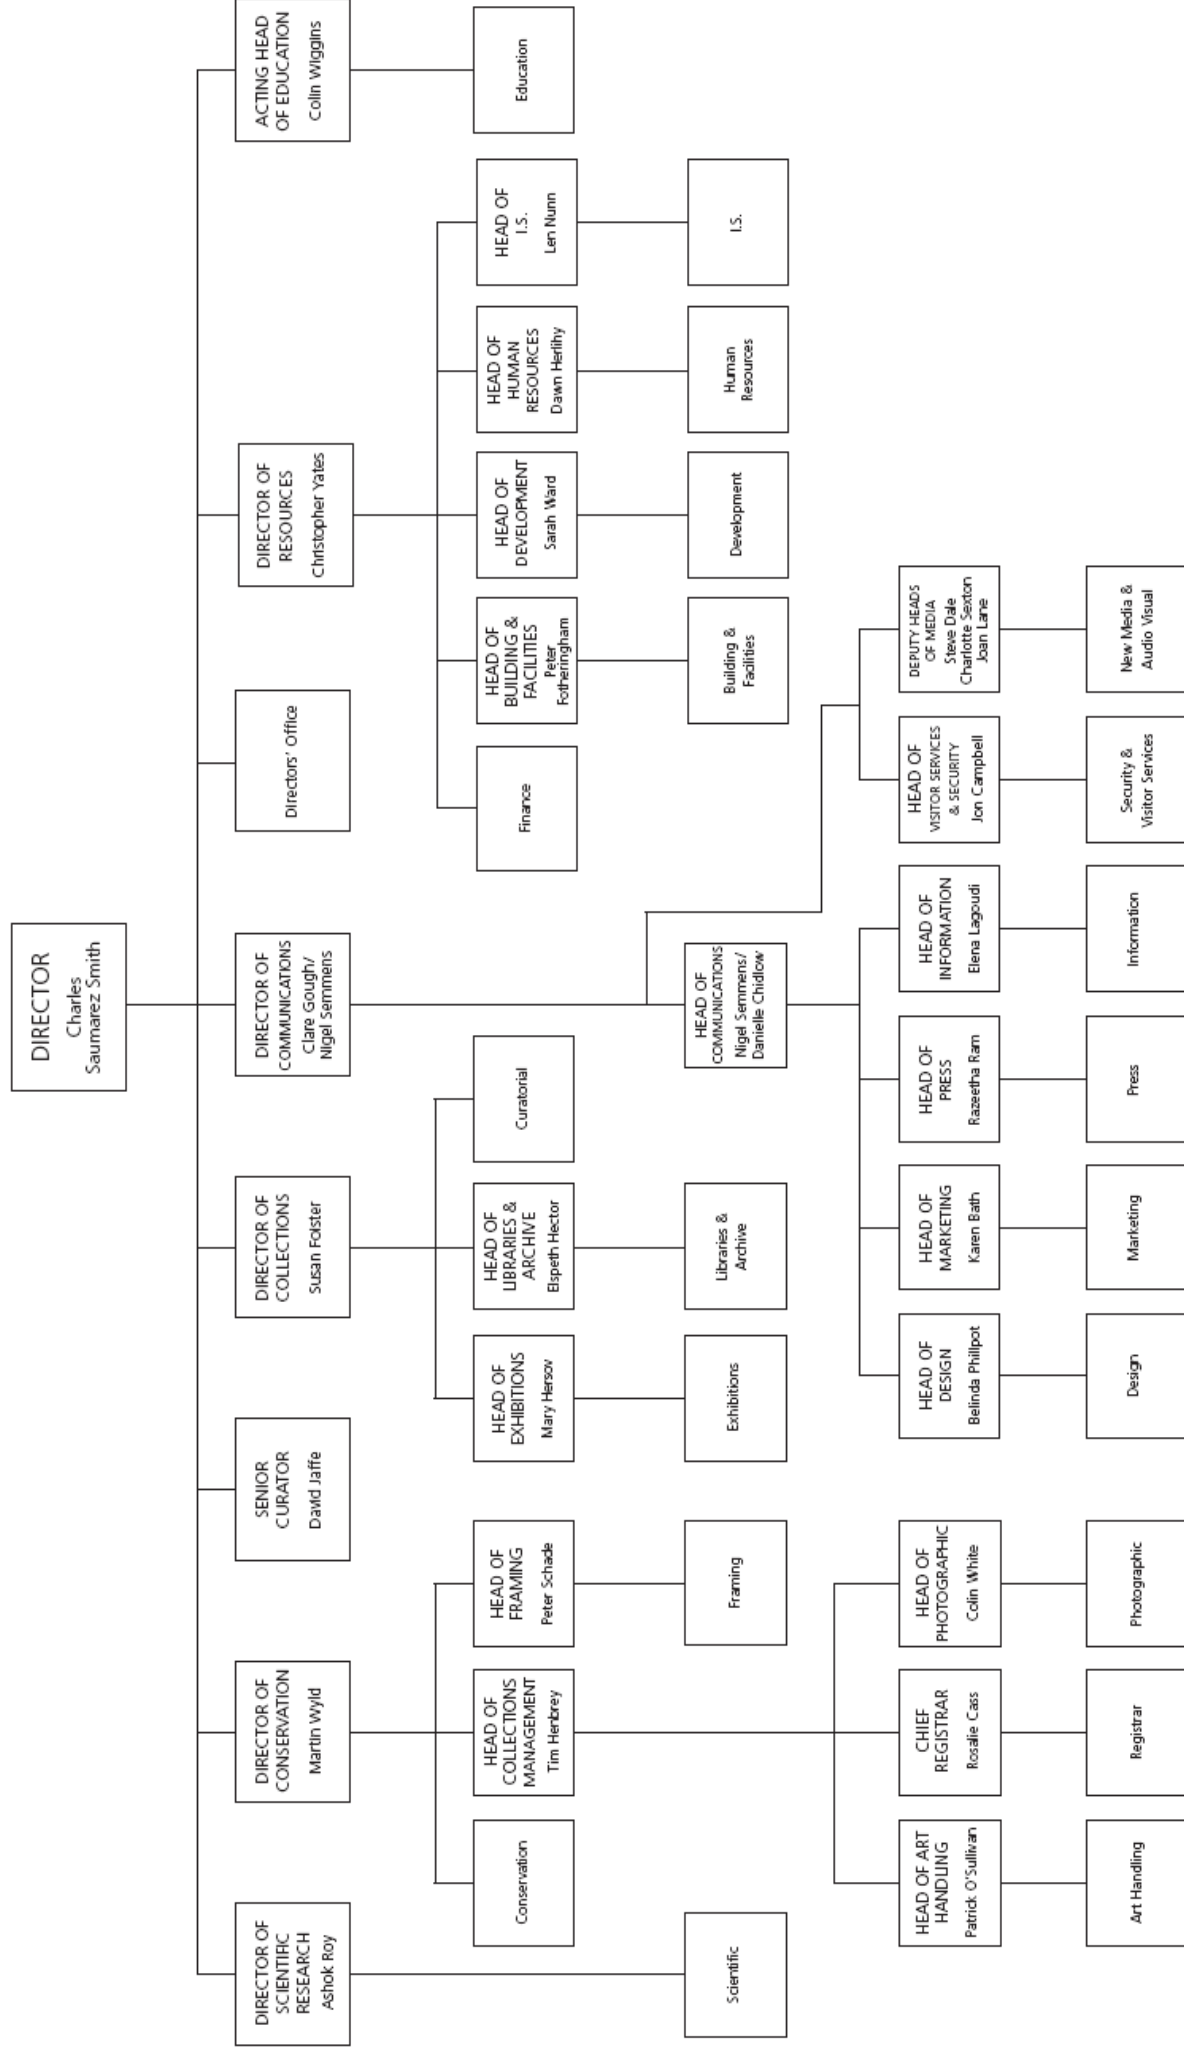 DIRECTOR
Charles
Saumarez Smith
DIRECTOR OF
SCIENTIFIC
RESEARCH
Ashok Roy
DIRECTOR OF
CONSERVATION
Martin Wyld
SENIOR
CURATOR
David Jaffe
DIRECTOR OF
COLLECTIONS
Susan Foister
DIRECTOR OF
COMMUNICATIONS
Clare Gough/
Nigel Semmens
Directors' Office
DIRECTOR OF
RESOURCES
Christopher Yates
ACTING HEAD
OF EDUCATION
Colin Wiggins
Conservation
HEAD OF
COLLECTIONS
MANAGEMENT
Tim Henbrey
HEAD OF
FRAMING
Peter Schade
HEAD OF
EXHIBITIONS
Mary Hersov
HEAD OF
LIBRARIES &
ARCHIVE
Elspeth Hector
Curatorial
Finance
HEAD OF
BUILDING &
FACILITIES
Peter
Fotheringham
HEAD OF
DEVELOPMENT
Sarah Ward
HEAD OF
HUMAN
RESOURCES
Dawn Herlihy
HEAD OF
I.S.
Len Nunn
Education
Scientific
Framing
Exhibitions
Libraries &
Archive
HEAD OF
COMMUNICATIONS
Nigel Semmens/
Danielle Chidlow
Building &
Facilities
Development
Human
Resources
I.S.
HEAD OF ART
HANDLING
Patrick O'Sullivan
CHIEF
REGISTRAR
Rosalie Cass
HEAD OF
PHOTOGRAPHIC
Colin White
HEAD OF
DESIGN
Belinda Phillpot
HEAD OF
MARKETING
Karen Bath
HEAD OF
PRESS
Razeetha Ram
HEAD OF
INFORMATION
Elena Lagoudi
HEAD OF
VISITOR SERVICES
& SECURITY
Jon Campbell
DEPUTY HEADS
OF MEDIA
Steve Dale
Charlotte Sexton
Joan Lane
Art Handling
Registrar
Photographic
Design
Marketing
Press
Information
Security &
Visitor Services
New Media &
Audio Visual